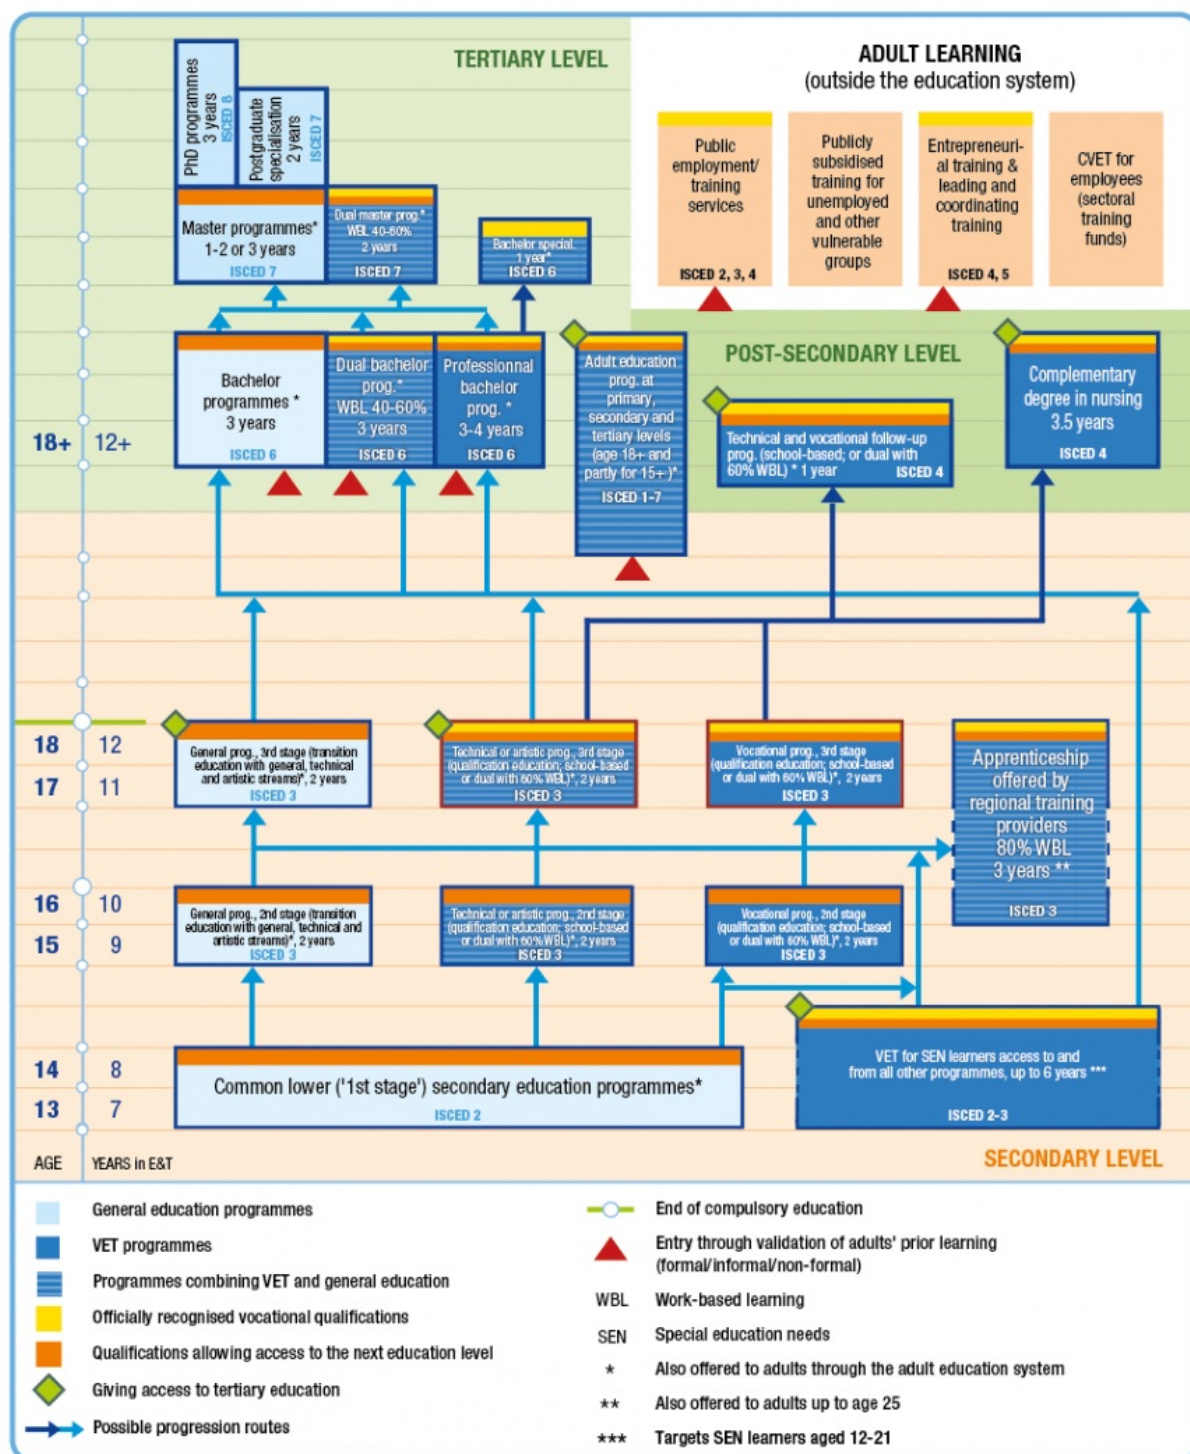 TERTIARY LEVEL
ADULT LEARNING
(outside the education system)
PhD programmes
3 years
ISCED 8
Postgraduate
specialisation
2 years
ISCED 7
Public
employment/
training
services
ISCED 2, 3, 4
Publicly
subsidised
training for
unemployed
and other
vulnerable
groups
Entrepreneuri-
al training &
leading and
coordinating
training
ISCED 4, 5
CVET for
employees
(sectoral
training
funds)
Master programmes*
1-2 or 3 years
ISCED 7
Dual master prog.*
WBL 40-60%
2 years
ISCED 7
Bachelor special.
1 year*
ISCED 6
POST-SECONDARY LEVEL
Bachelor
programmes *
3 years
ISCED 6
Dual bachelor
prog.*
WBL 40-60%
3 years
ISCED 6
Professionnal
bachelor
prog. *
3-4 years
ISCED 6
Adult education
prog. at
primary,
secondary and
tertiary levels
(age 18+ and
partly for 15+)*
ISCED 1-7
Technical and vocational follow-up
prog. (school-based; or dual with
60% WBL) * 1 year
ISCED 4
Complementary
degree in nursing
3.5 years
ISCED 4
18+ 12+
18 12
17 11
General prog., 3rd stage (transition
education with general, technical
and artistic streams)*, 2 years
ISCED 3
Technical or artistic prog., 3rd stage
(qualification education; school-based
or dual with 60% WBL)*, 2 years
ISCED 3
Vocational prog., 3rd stage
(qualification education; school-based
or dual with 60% WBL)*, 2 years
ISCED 3
Apprenticeship
offered by
regional training
providers
80% WBL
3 years **
ISCED 3
16 10
15 9
General prog., 2nd stage (transition
education with general, technical and
artistic streams)*, 2 years
ISCED 3
Technical or artistic prog., 2nd stage
(qualification education; school-based
or dual with 60% WBL)*, 2 years
ISCED 3
Vocational prog., 2nd stage
(qualification education; school-based
or dual with 60% WBL)*, 2 years
ISCED 3
14 8
13 7
Common lower ('1st stage') secondary education programmes*
ISCED 2
VET for SEN learners access to and
from all other programmes, up to 6 years ***
ISCED 2-3
AGE YEARS in E&T
SECONDARY LEVEL
General education programmes
VET programmes
Programmes combining VET and general education
Officially recognised vocational qualifications
Qualifications allowing access to the next education level
Giving access to tertiary education
Possible progression routes
End of compulsory education
Entry through validation of adults' prior learning
(formal/informal/non-formal)
WBL Work-based learning
SEN Special education needs
* Also offered to adults through the adult education system
** Also offered to adults up to age 25
*** Targets SEN learners aged 12-21